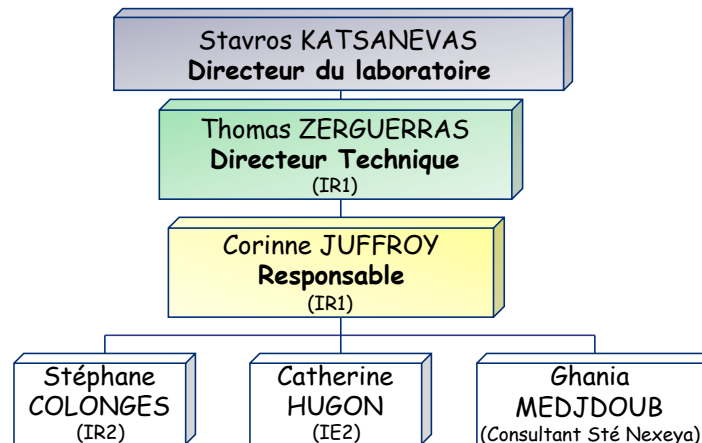 Stavros KATSANEVAS
Directeur du laboratoire
Thomas ZERGUERRAS
Directeur Technique
(IR1)
Corinne JUFFROY
Responsable
(IR1)
Stéphane
COLONGES
(IR2)
Catherine
HUGON
(IE2)
Ghania
MEDJDOUB
(Consultant Sté Nexeya)